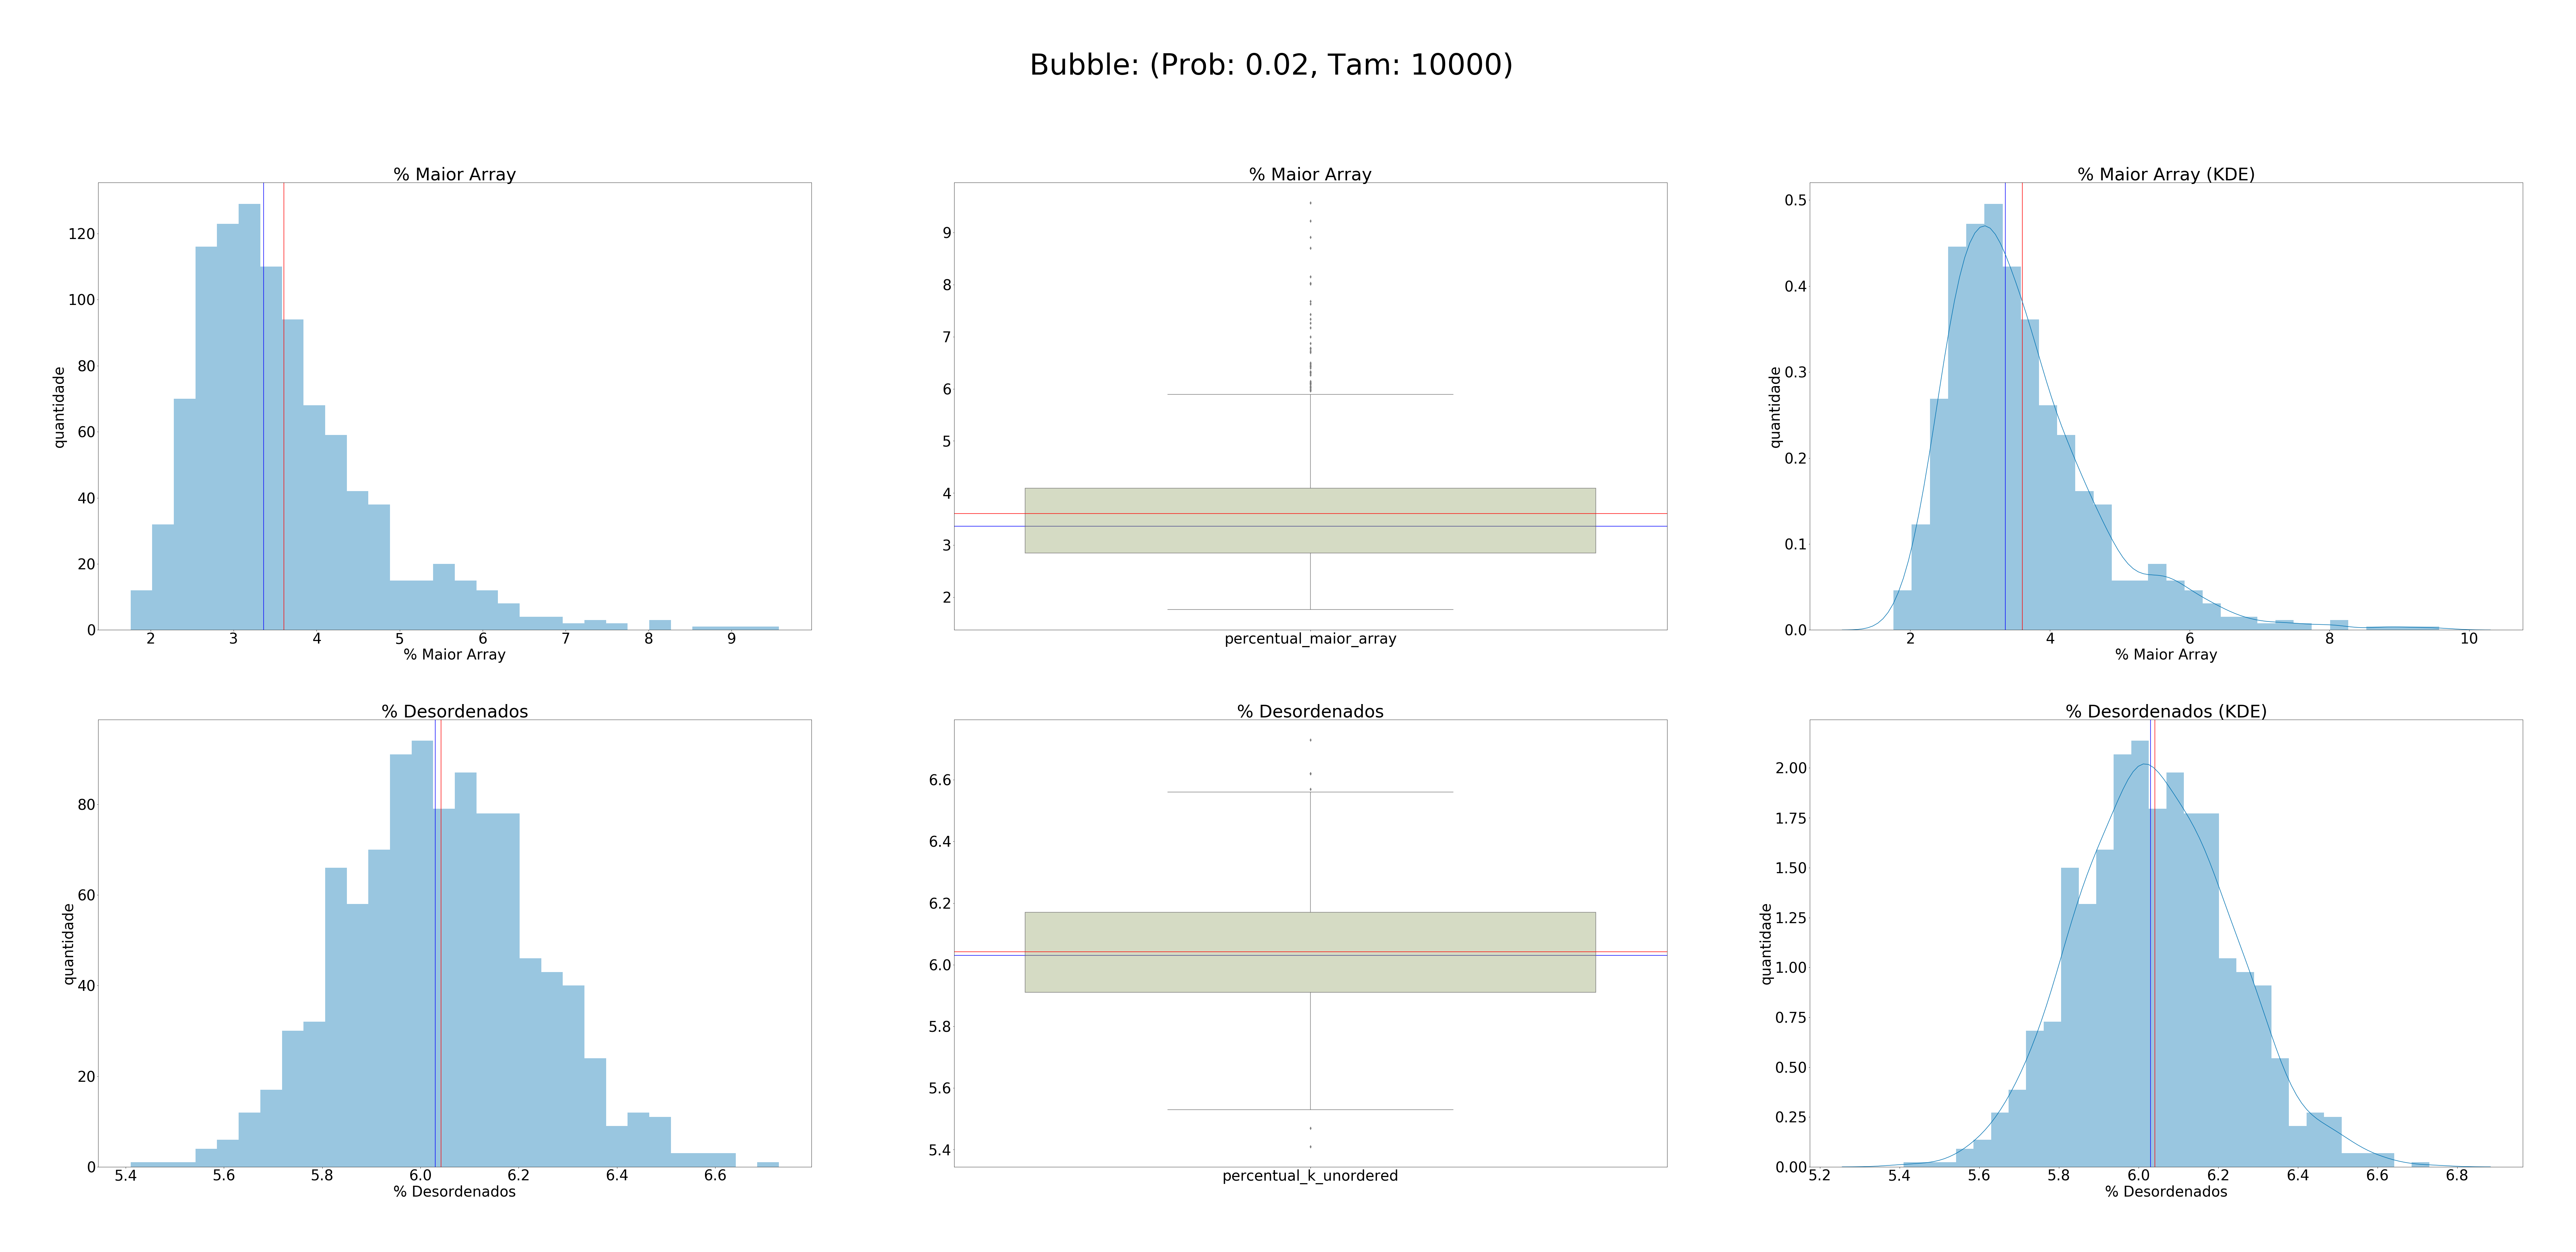 Bubble: (Prob: 0.02, Tam: 10000)
% Maior Array
quantidade
120
100
80
60
40
20
0
2 3 4 5 6 7 8 9
% Maior Array
% Maior Array
9
8
7
6
5
4
3
2
percentual_maior_array
% Maior Array (KDE)
quantidade
0.5
0.4
0.3
0.2
0.1
0.0
2 4 6 8 10
% Maior Array
% Desordenados
quantidade
80
60
40
20
0
5.4 5.6 5.8 6.0 6.2 6.4 6.6
% Desordenados
% Desordenados
6.6
6.4
6.2
6.0
5.8
5.6
5.4
percentual_k_unordered
% Desordenados (KDE)
quantidade
2.00
1.75
1.50
1.25
1.00
0.75
0.50
0.25
0.00
5.2 5.4 5.6 5.8 6.0 6.2 6.4 6.6 6.8
% Desordenados